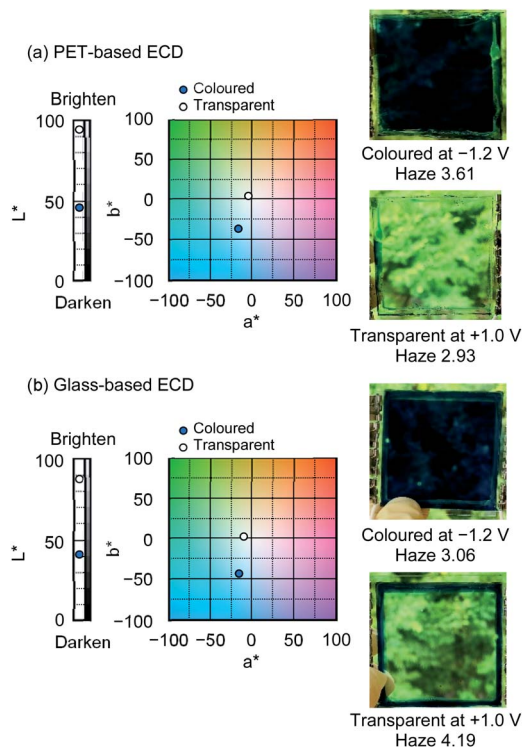 (a) PET-based ECD
Brighten
100
50
0
L*
Darken
Coloured
Transparent
100
50
0
−50
−100
b*
−100 −50 0 50 100
a*
Coloured at −1.2 V
Haze 3.61
Transparent at +1.0 V
Haze 2.93
(b) Glass-based ECD
Brighten
100
50
0
L*
Darken
Coloured
Transparent
100
50
0
−50
−100
b*
−100 −50 0 50 100
a*
Coloured at −1.2 V
Haze 3.06
Transparent at +1.0 V
Haze 4.19